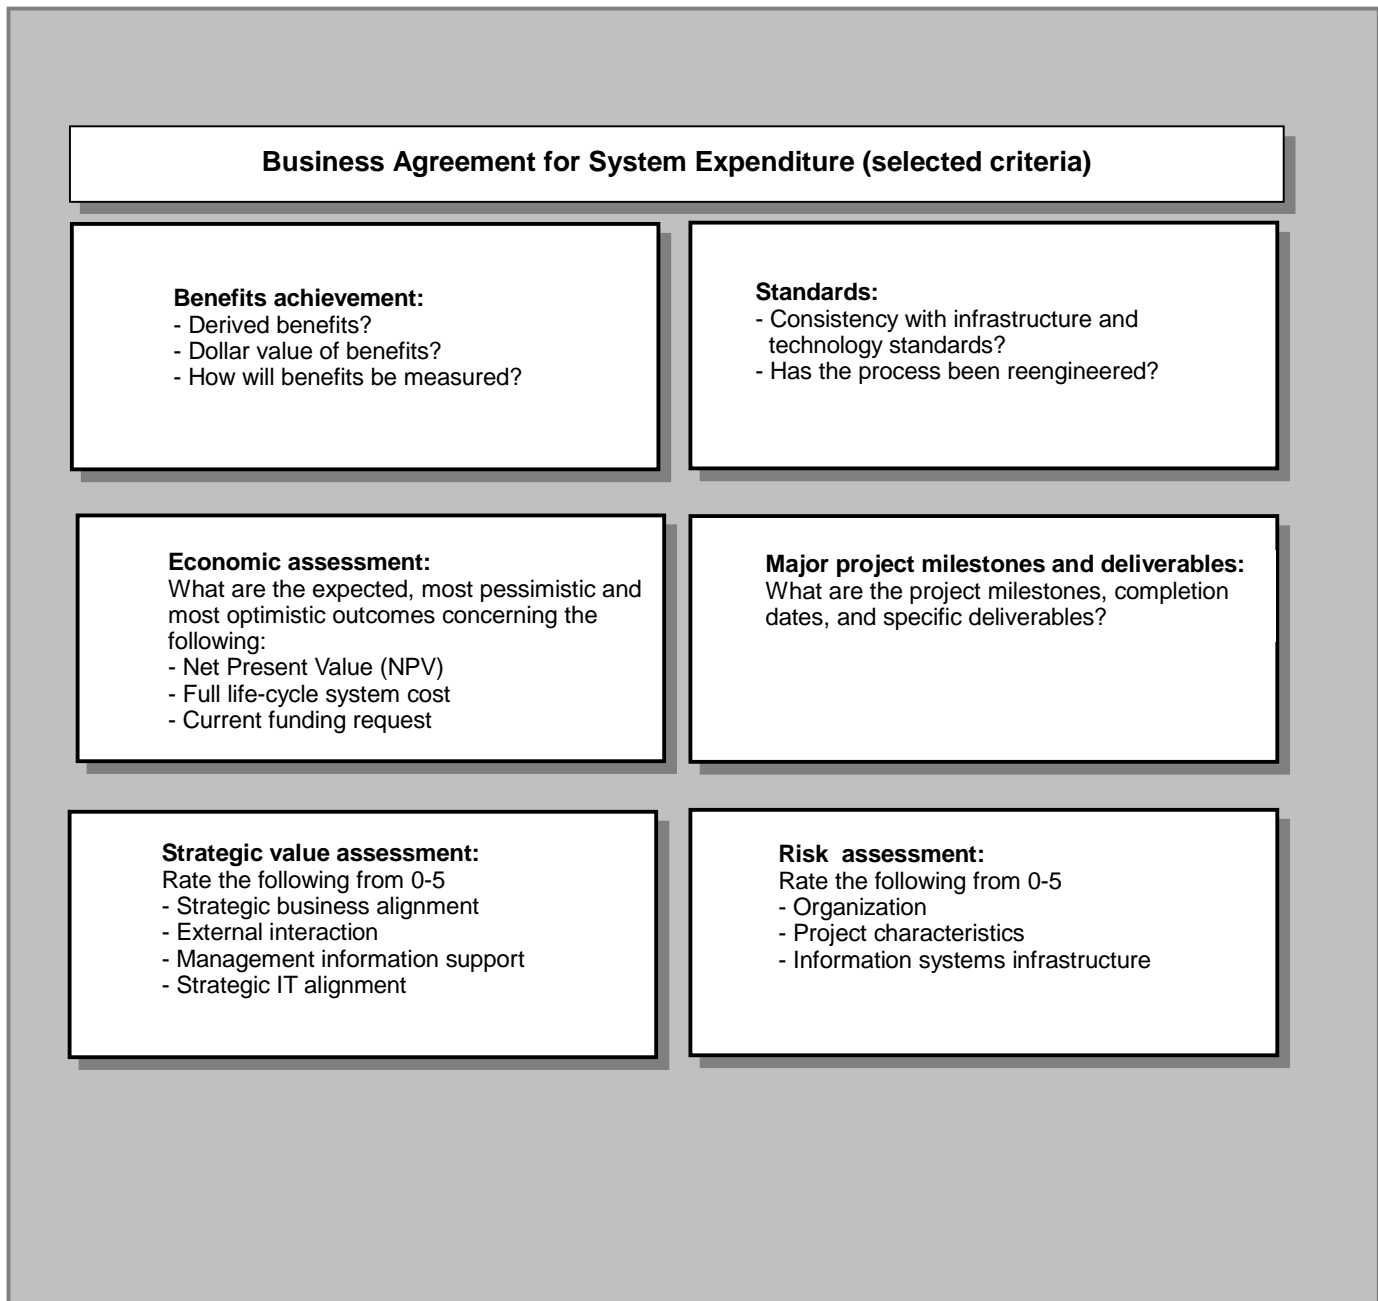 Business Agreement for System Expenditure (selected criteria)
Benefits achievement:
- Derived benefits?
- Dollar value of benefits?
- How will benefits be measured?
Standards:
- Consistency with infrastructure and
technology standards?
- Has the process been reengineered?
Economic assessment:
What are the expected, most pessimistic and
most optimistic outcomes concerning the
following:
- Net Present Value (NPV)
- Full life-cycle system cost
- Current funding request
Major project milestones and deliverables:
What are the project milestones, completion
dates, and specific deliverables?
Strategic value assessment:
Rate the following from 0-5
- Strategic business alignment
- External interaction
- Management information support
- Strategic IT alignment
Risk  assessment:
Rate the following from 0-5
- Organization
- Project characteristics
- Information systems infrastructure